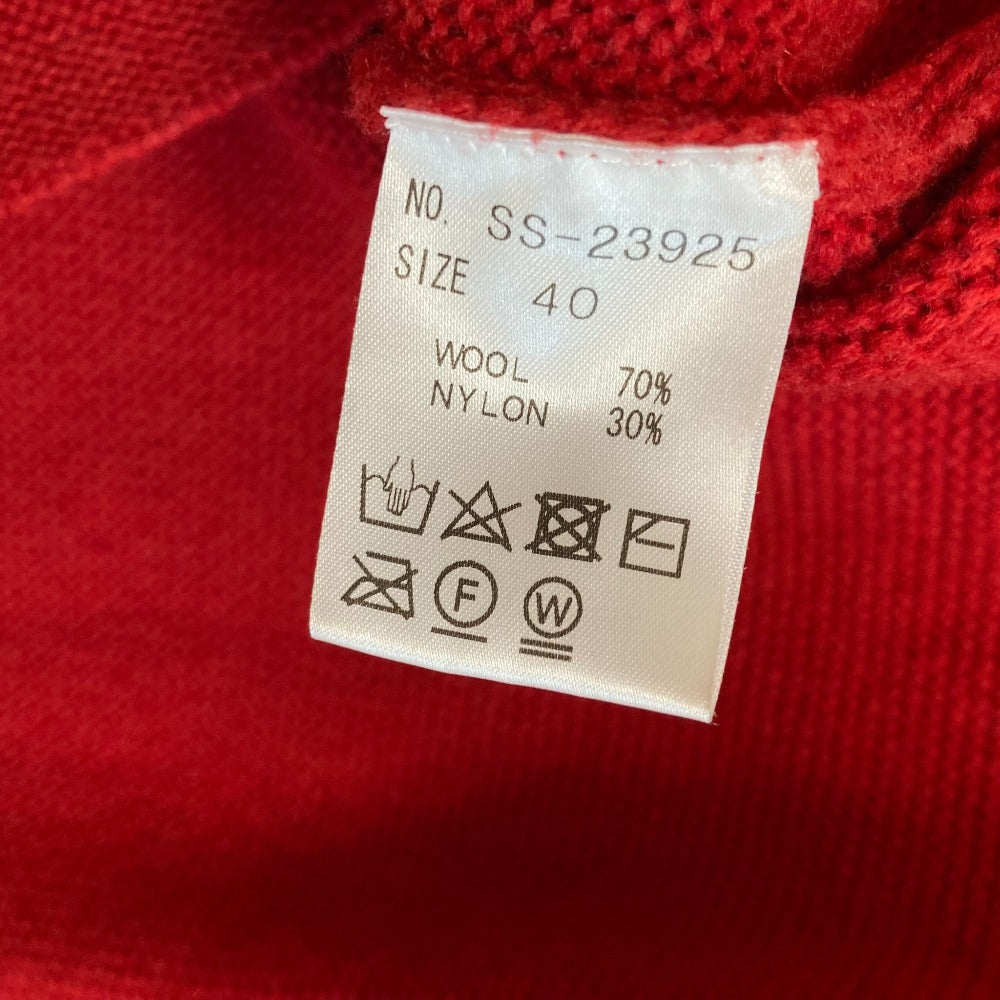 NO. SS-23925
SIZE 40
WOOL 70%
NYLON 30%
F W